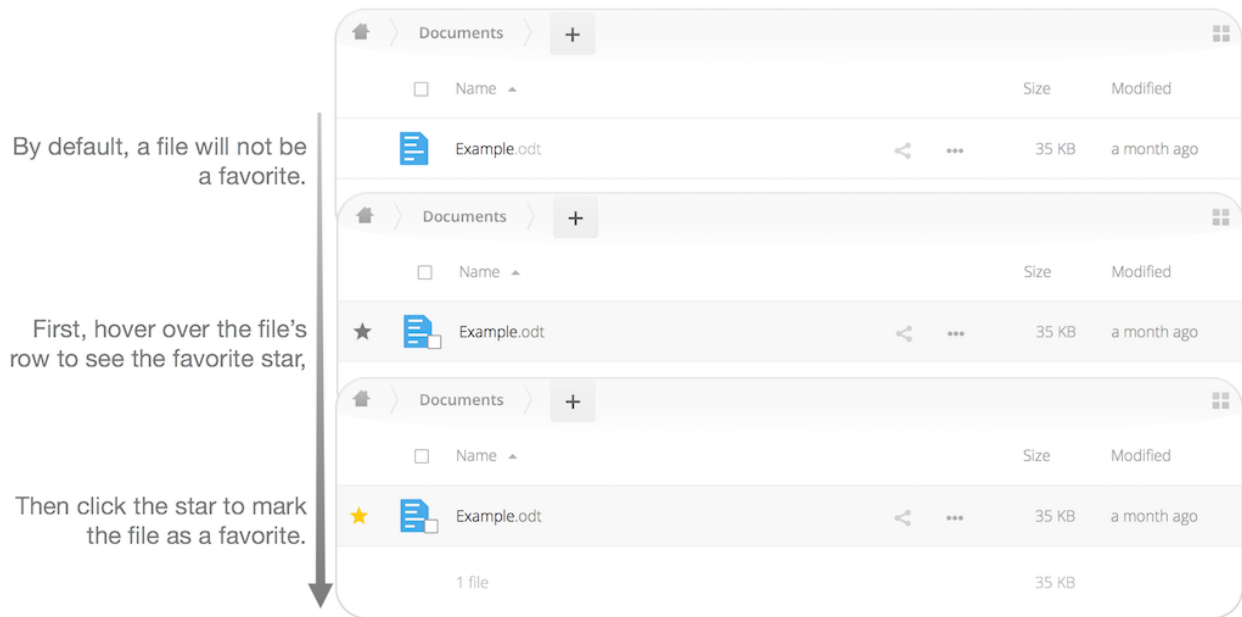 Documents +
Name Size Modified
By default, a file will not be
a favorite.
Example.odt 35 KB a month ago
Documents +
Name Size Modified
First, hover over the file's
row to see the favorite star,
Example.odt 35 KB a month ago
Documents +
Name Size Modified
Then click the star to mark
the file as a favorite.
Example.odt 35 KB a month ago
1 file 35 KB